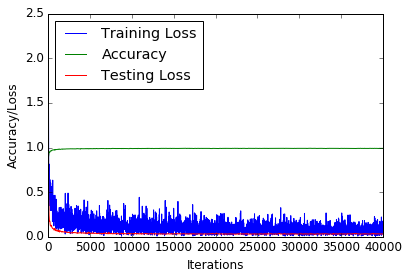 2.5
2.0
1.5
1.0
0.5
0.0
Accuracy/Loss
Training Loss
Accuracy
Testing Loss
0 5000 10000 15000 20000 25000 30000 35000 40000
Iterations